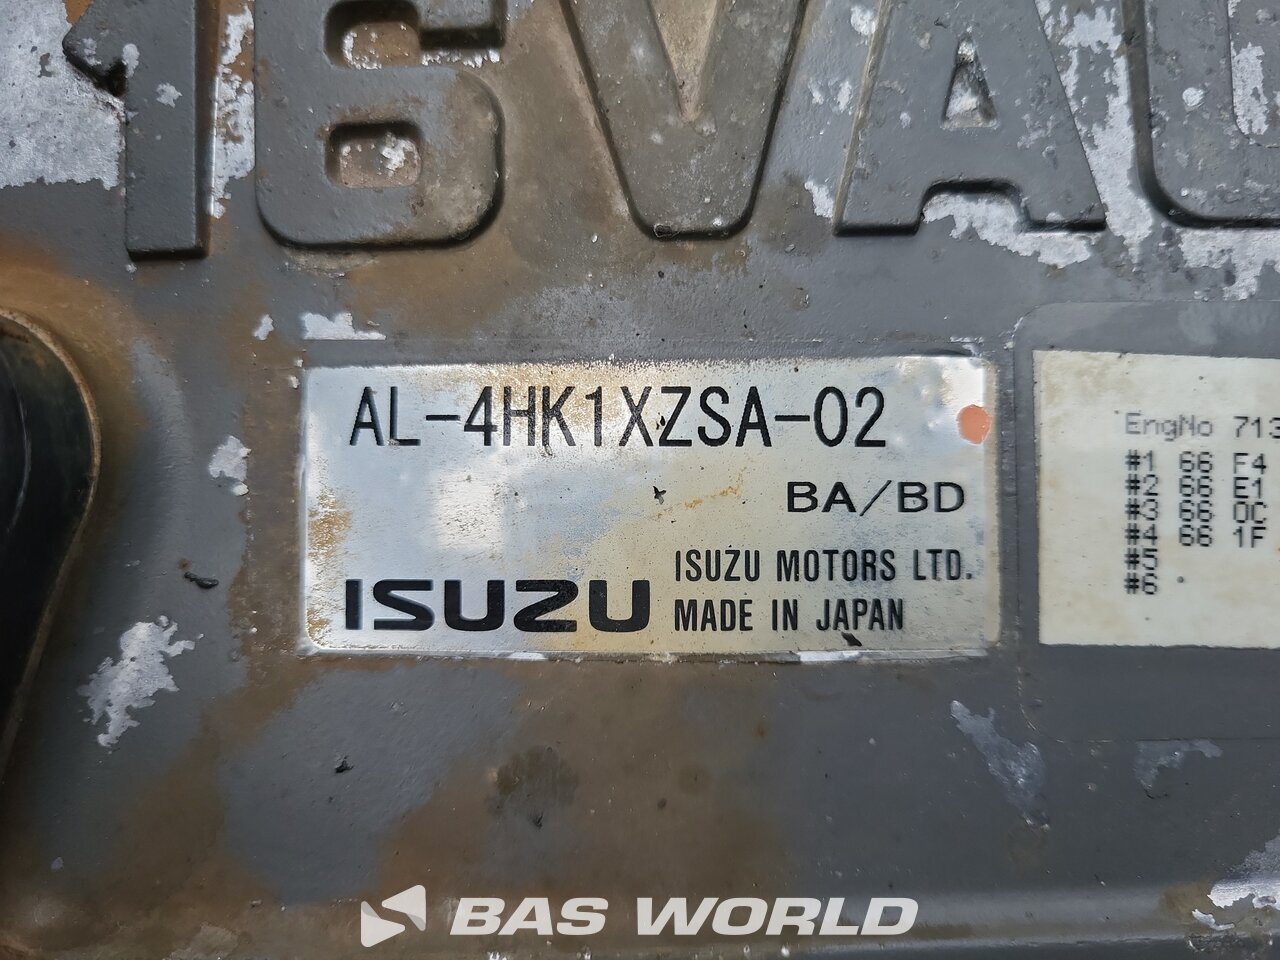 16VAL
AL-4HK1XZSA-02
BA/BD
ISUZU
ISUZU MOTORS LTD.
MADE IN JAPAN
EngNo 713
#1 66 F4
#2 66 E1
#3 66 0C
#4 66 1F
#5
#6
BAS WORLD